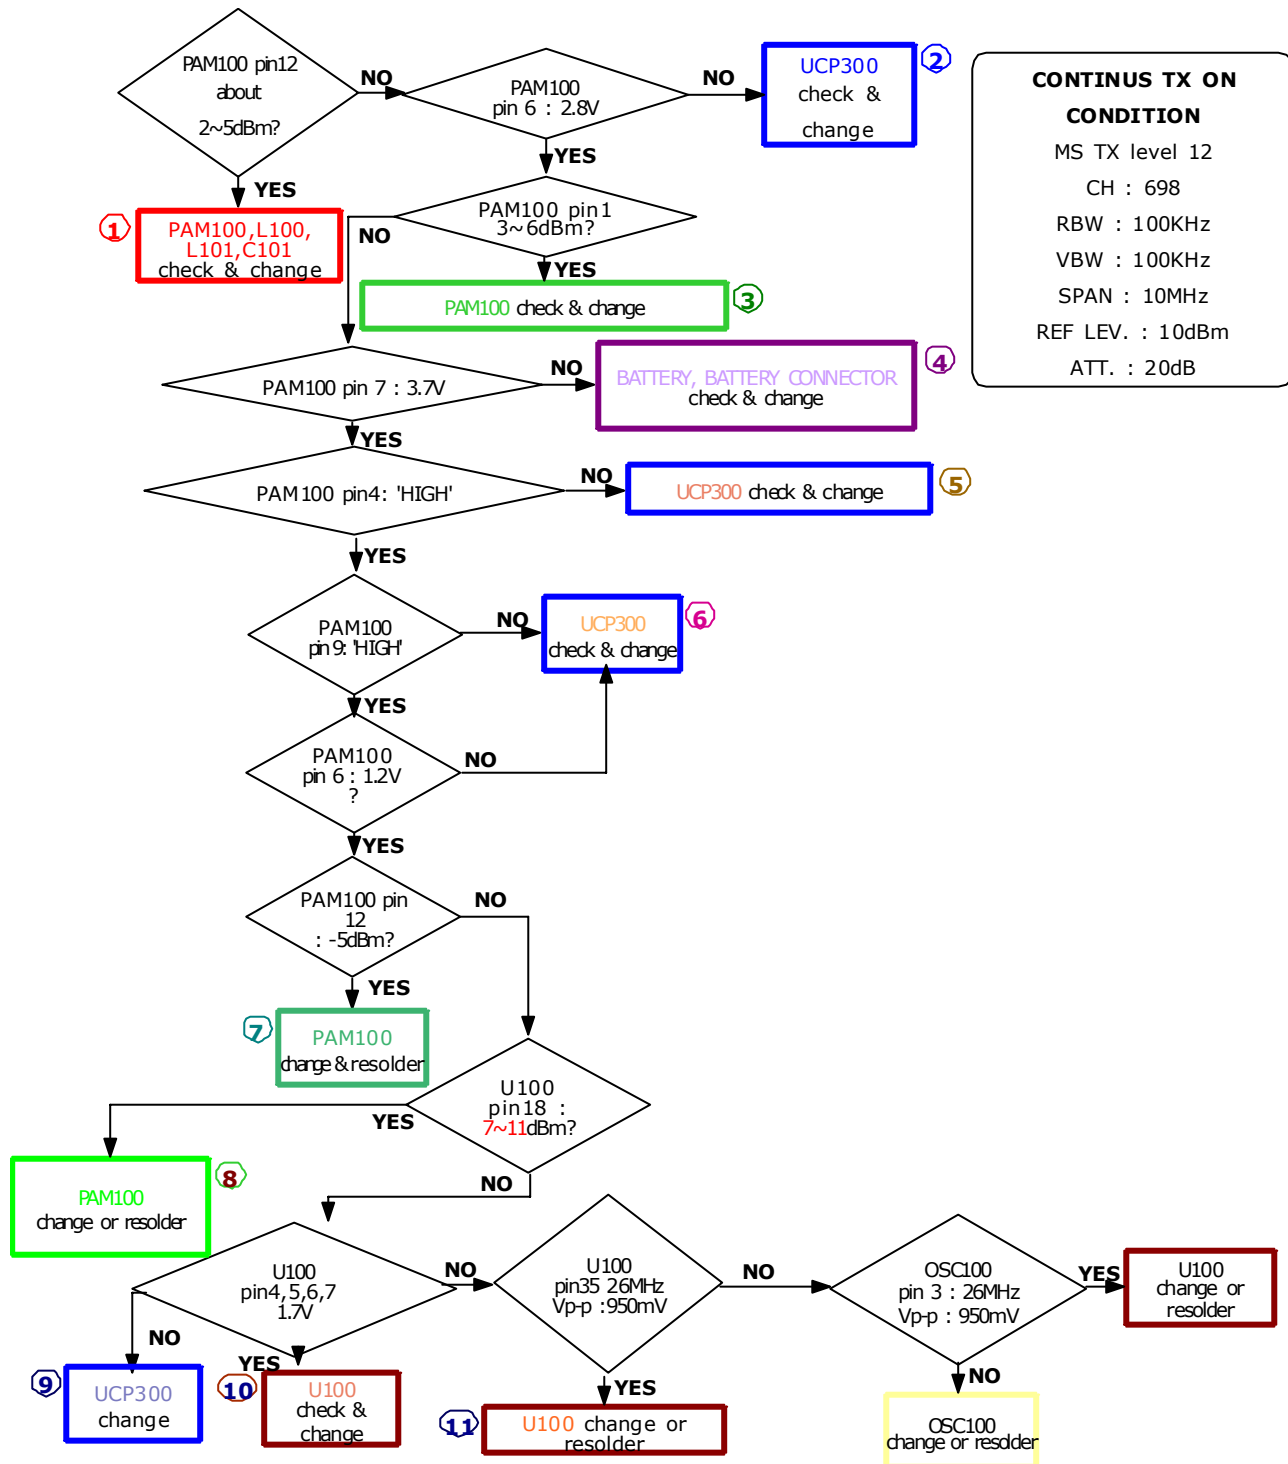 PAM100 pin12
about
2~5dBm?
NO
PAM100
pin 6 : 2.8V
NO
UCP300
check &
change
2
CONTINUS TX ON
CONDITION
MS TX level 12
CH : 698
RBW : 100KHz
VBW : 100KHz
SPAN : 10MHz
REF LEV. : 10dBm
ATT. : 20dB
YES
YES
1
PAM100,L100,
L101,C101
check & change
PAM100 pin1
3~6dBm?
NO
YES
PAM100 check & change
3
PAM100 pin 7 : 3.7V
NO
BATTERY, BATTERY CONNECTOR
check & change
4
YES
PAM100 pin4: 'HIGH'
NO
UCP300 check & change
5
YES
PAM100
pin 9: 'HIGH'
NO
UCP300
check & change
6
YES
PAM100
pin 6 : 1.2V
?
NO
YES
PAM100 pin
12
: -5dBm?
NO
YES
7
PAM100
change & resolder
U100
pin18 :
7~11dBm?
YES
8
PAM100
change or resolder
NO
U100
pin4,5,6,7
1.7V
NO
U100
pin35 26MHz
Vp-p :950mV
NO
OSC100
pin 3 : 26MHz
Vp-p : 950mV
YES
U100
change or
resolder
NO
YES
9
UCP300
change
10
U100
check &
change
YES
11
U100 change or
resolder
NO
OSC100
change or resolder